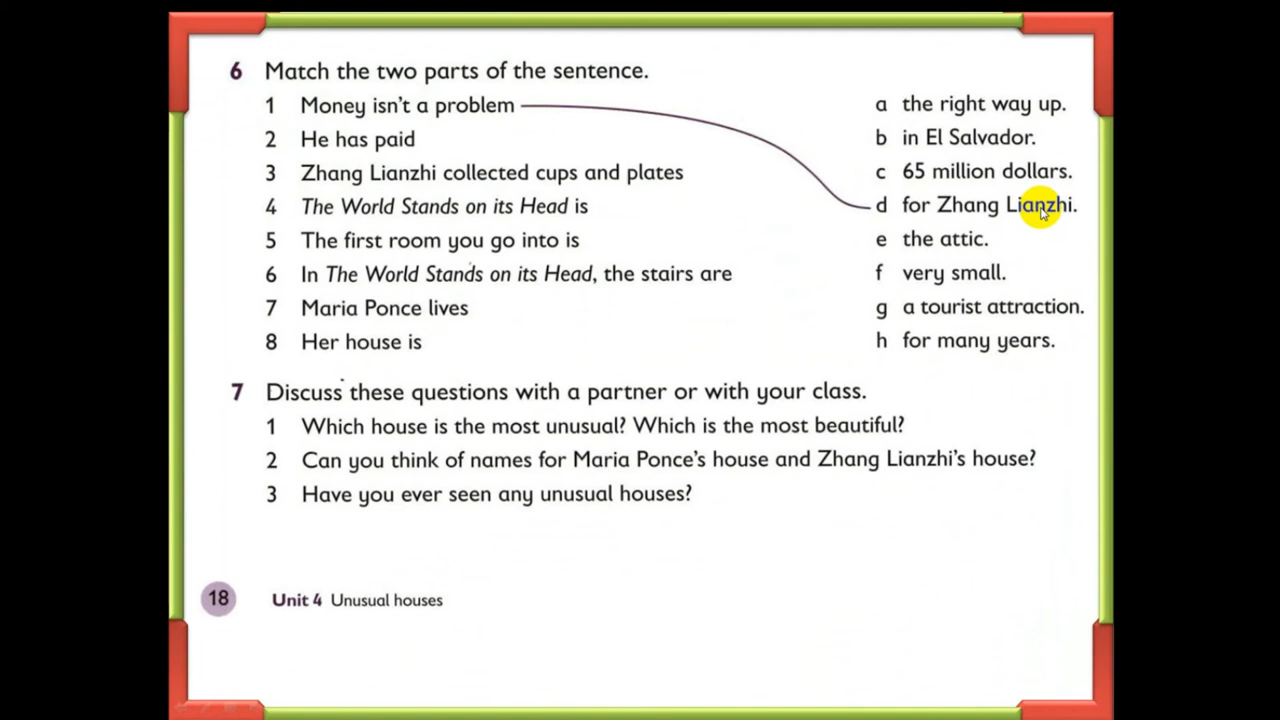 6 Match the two parts of the sentence.
1 Money isn't a problem
2 He has paid
3 Zhang Lianzhi collected cups and plates
4 The World Stands on its Head is
5 The first room you go into is
6 In The World Stands on its Head, the stairs are
7 Maria Ponce lives
8 Her house is
a the right way up.
b in El Salvador.
c 65 million dollars.
d for Zhang Lianzhi.
e the attic.
f very small.
g a tourist attraction.
h for many years.
7 Discuss these questions with a partner or with your class.
1 Which house is the most unusual? Which is the most beautiful?
2 Can you think of names for Maria Ponce's house and Zhang Lianzhi's house?
3 Have you ever seen any unusual houses?
18 Unit 4 Unusual houses